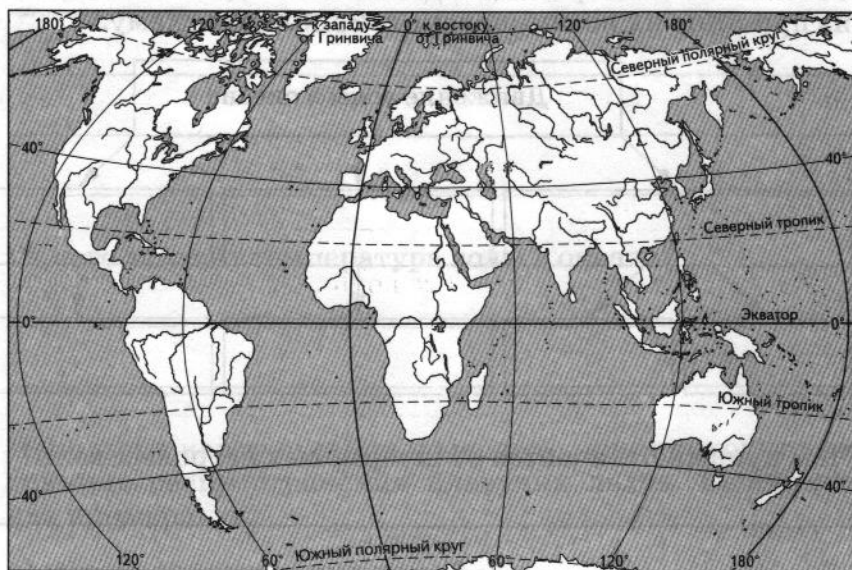 180° 120° к западу от Гринвича 0° к востоку от Гринвича 120° 180°
Северный полярный круг
40° 40°
Северный тропик
Экватор
0° 0°
Южный тропик
40° 40°
Южный полярный круг
120° 60° 0° 60° 120° 180°